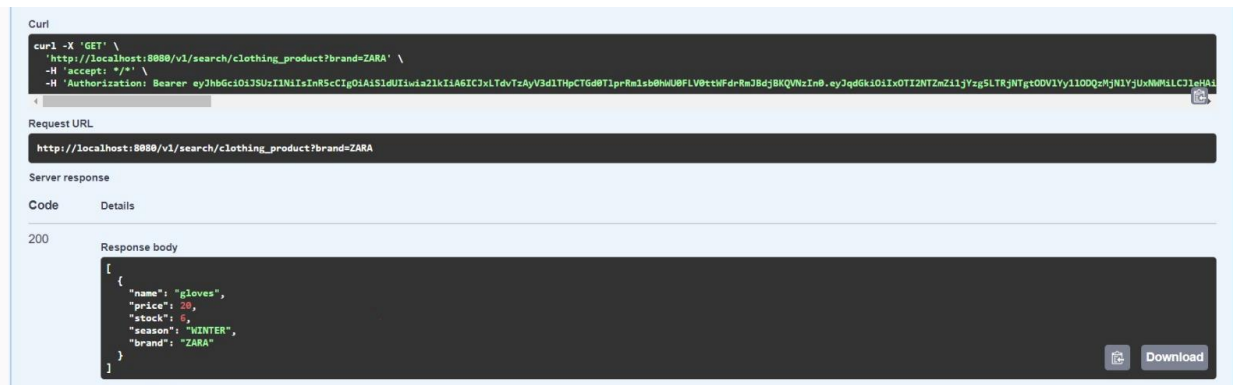 Curl
curl -X 'GET' \
'http://localhost:8080/v1/search/clothing_product?brand=ZARA' \
-H 'accept: */*' \
-H 'Authorization: Bearer
Request URL
http://localhost:8080/v1/search/clothing_product?brand=ZARA
Server response
Code Details
200
Response body
[
{
"name": "gloves",
"price": 20,
"stock": 6,
"season": "WINTER",
"brand": "ZARA"
}
]
Download